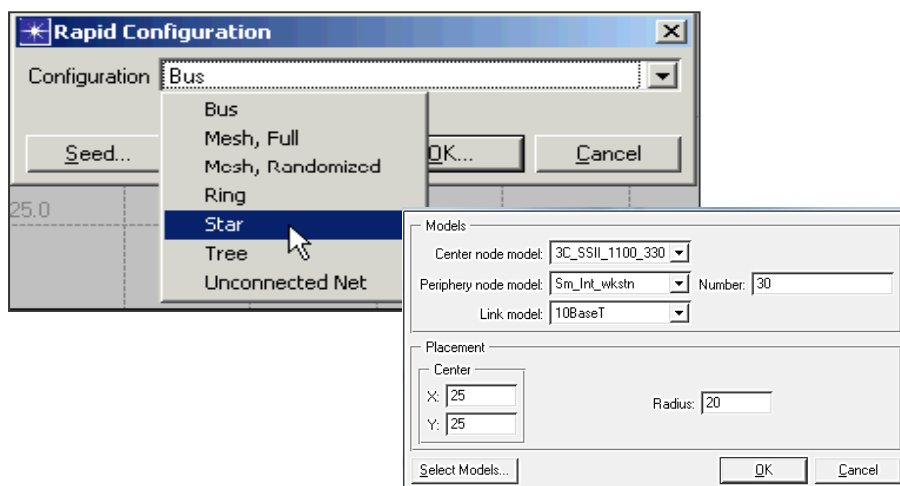 Rapid Configuration
Configuration Bus
Bus
Mesh, Full
Mesh, Randomized
Ring
Star
Tree
Unconnected Net
Seed... OK... Cancel
25.0
Models
Center node model: 3C_SSII_1100_330
Periphery node model: Sm_Int_wkstn Number: 30
Link model: 10BaseT
Placement
Center
X: 25
Y: 25
Radius: 20
Select Models... OK Cancel